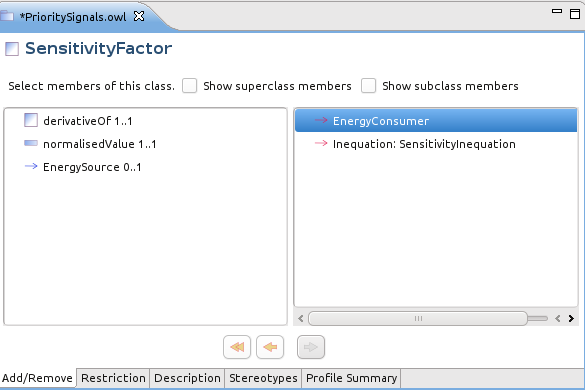 *PrioritySignals.owl
SensitivityFactor
Select members of this class. Show superclass members Show subclass members
derivativeOf 1..1
normalisedValue 1..1
EnergySource 0..1
EnergyConsumer
Inequation: SensitivityInequation
Add/Remove Restriction Description Stereotypes Profile Summary